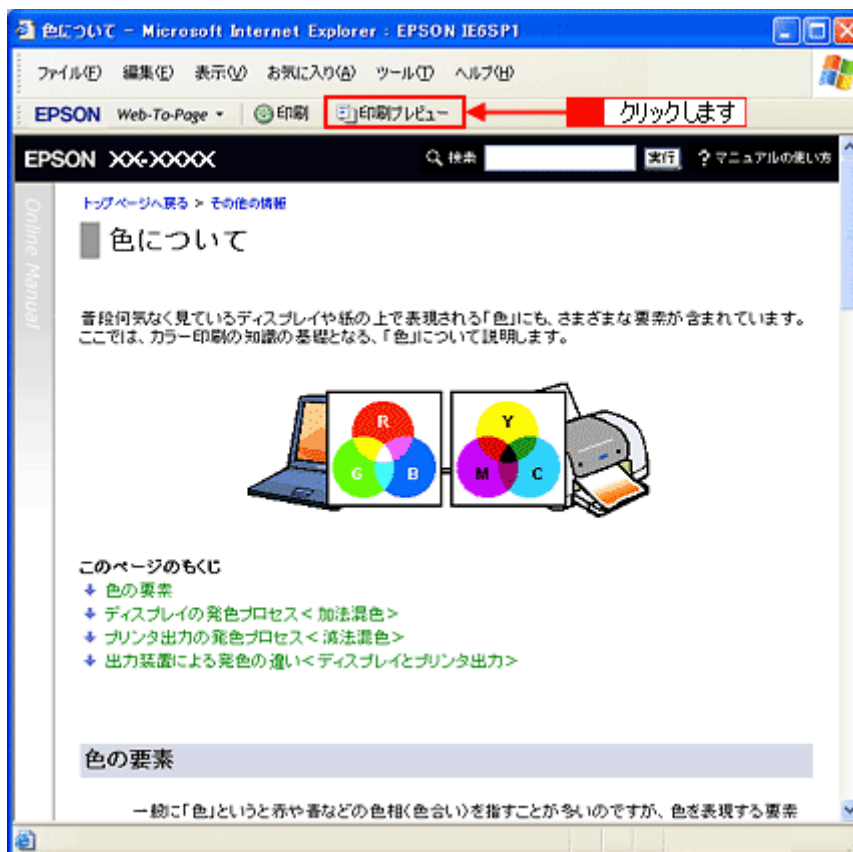 色について - Microsoft Internet Explorer : EPSON IE6SP1
ファイル(F) 編集(E) 表示(V) お気に入り(A) ツール(T) ヘルプ(H)
EPSON Web-To-Page 印刷 印刷プレビュー クリックします
EPSON XX-XXXX 検索 実行 ? マニュアルの使い方
Online Manual
トップページへ戻る > その他の情報
色について
普段何気なく見ているディスプレイや紙の上で表現される「色」にも、さまざまな要素が含まれています。
ここでは、カラー印刷の知識の基礎となる、「色」について説明します。
R Y
G B = M C
このページのもくじ
色の要素
ディスプレイの発色プロセス<加法混色>
プリンタ出力の発色プロセス<減法混色>
出力装置による発色の違い<ディスプレイとプリンタ出力>
色の要素
一般に「色」というと赤や青などの色相(色合い)を指すことが多いのですが、色を表現する要素